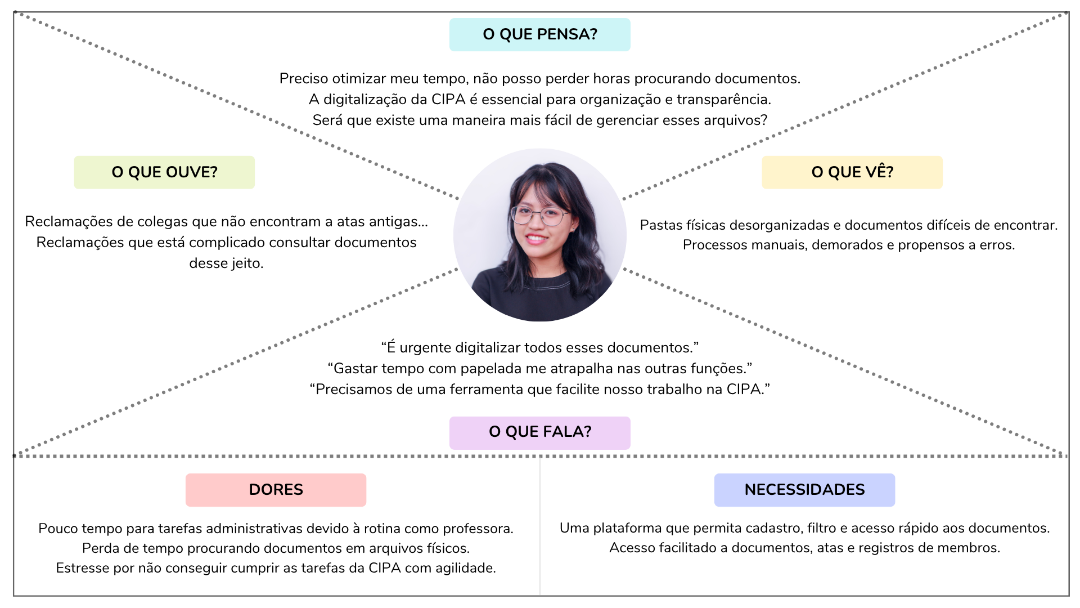 O QUE PENSA?
Preciso otimizar meu tempo, não posso perder horas procurando documentos.
A digitalização da CIPA é essencial para organização e transparência.
Será que existe uma maneira mais fácil de gerenciar esses arquivos?
O QUE OUVE?
Reclamações de colegas que não encontram a atas antigas...
Reclamações que está complicado consultar documentos
desse jeito.
O QUE VÊ?
Pastas físicas desorganizadas e documentos difíceis de encontrar.
Processos manuais, demorados e propensos a erros.
“É urgente digitalizar todos esses documentos.”
“Gastar tempo com papelada me atrapalha nas outras funções.”
“Precisamos de uma ferramenta que facilite nosso trabalho na CIPA.”
O QUE FALA?
DORES
Pouco tempo para tarefas administrativas devido à rotina como professora.
Perda de tempo procurando documentos em arquivos físicos.
Estresse por não conseguir cumprir as tarefas da CIPA com agilidade.
NECESSIDADES
Uma plataforma que permita cadastro, filtro e acesso rápido aos documentos.
Acesso facilitado a documentos, atas e registros de membros.